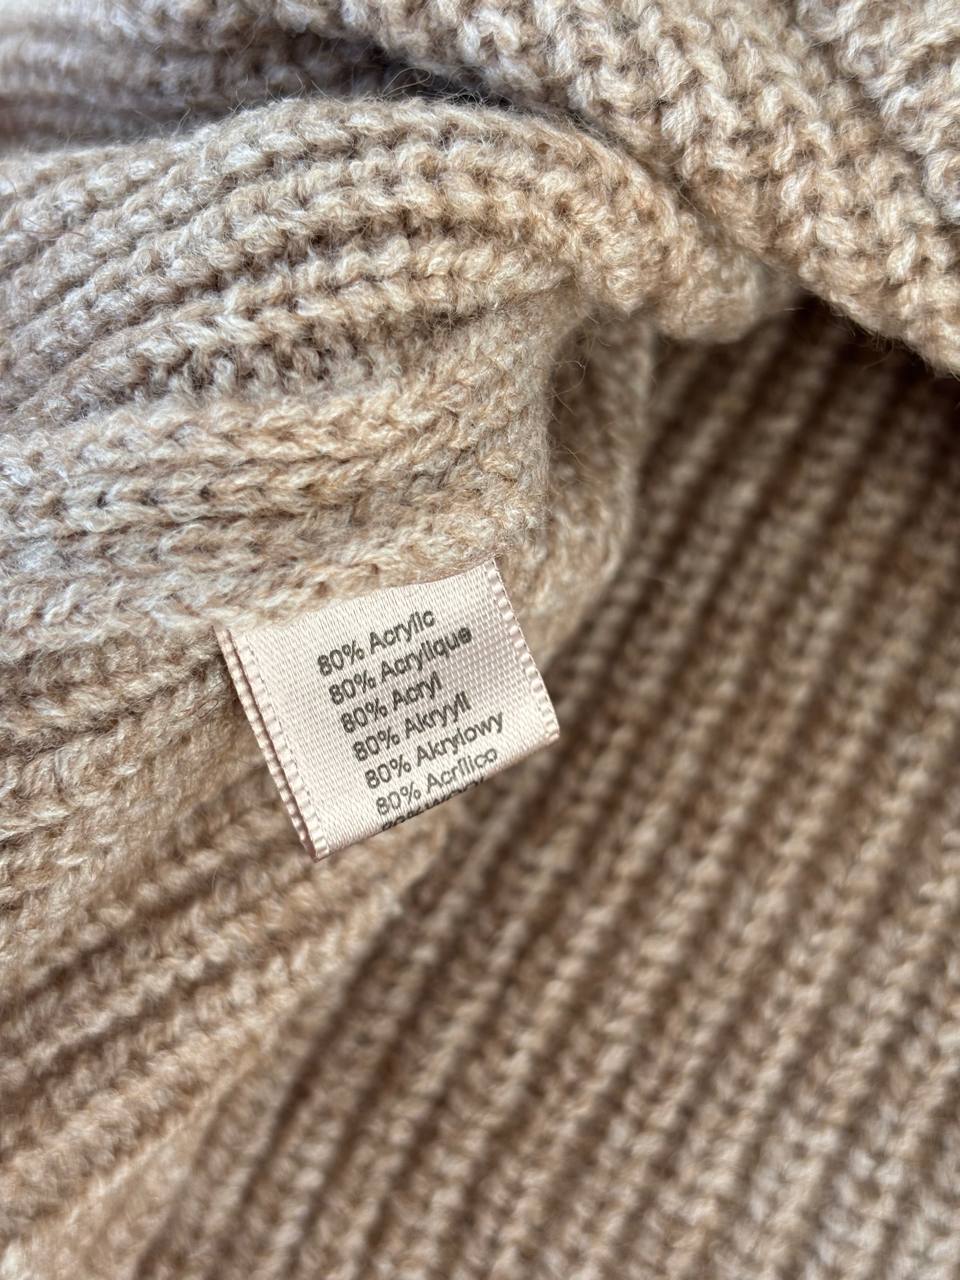 80% Acrylic
80% Acrylique
80% Acryl
80% Akryyli
80% Akrylowy
80% Acrílico